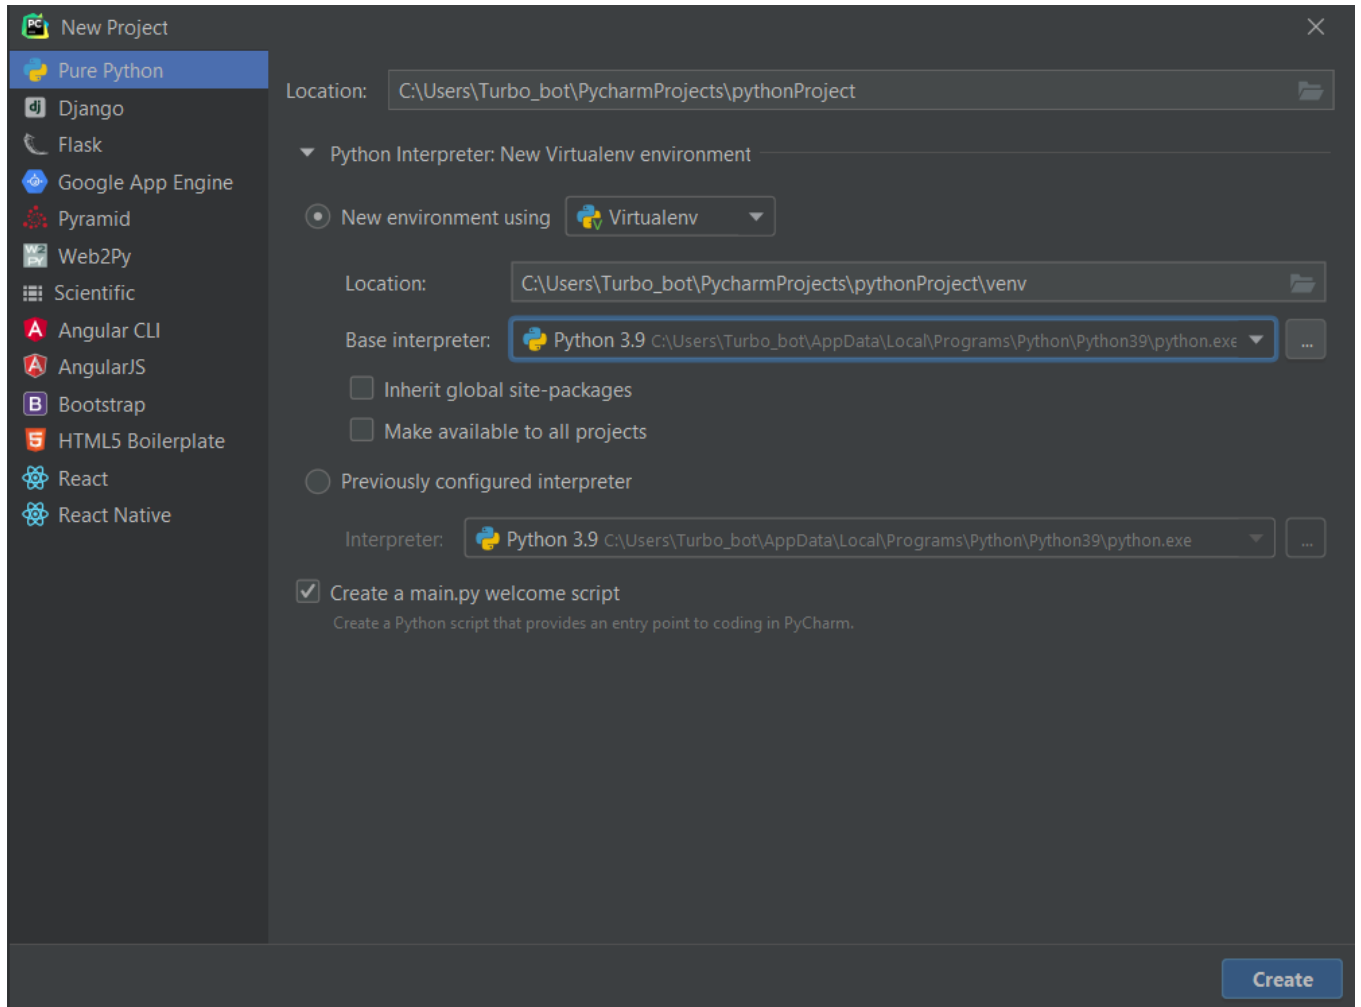 New Project
Pure Python
Django
Flask
Google App Engine
Pyramid
Web2Py
Scientific
Angular CLI
AngularJS
Bootstrap
HTML5 Boilerplate
React
React Native
Location: C:\Users\Turbo_bot\PycharmProjects\pythonProject
Python Interpreter: New Virtualenv environment
New environment using Virtualenv
Location: C:\Users\Turbo_bot\PycharmProjects\pythonProject\venv
Base interpreter: Python 3.9 C:\Users\Turbo_bot\AppData\Local\Programs\Python\Python39\python.exe ...
Inherit global site-packages
Make available to all projects
Previously configured interpreter
Interpreter: Python 3.9 C:\Users\Turbo_bot\AppData\Local\Programs\Python\Python39\python.exe ...
Create a main.py welcome script
Create a Python script that provides an entry point to coding in PyCharm.
Create